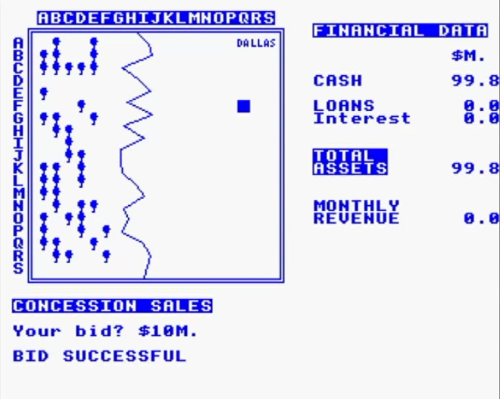 ABCDEFGHIJKLMNOPQRS
DALLAS
A
B
C
D
E
F
G
H
I
J
K
L
M
N
O
P
Q
R
S
FINANCIAL DATA
$M.
CASH 99.8
LOANS 0.0
Interest 0.0
TOTAL
ASSETS 99.8
MONTHLY
REVENUE 0.0
CONCESSION SALES
Your bid? $10M.
BID SUCCESSFUL